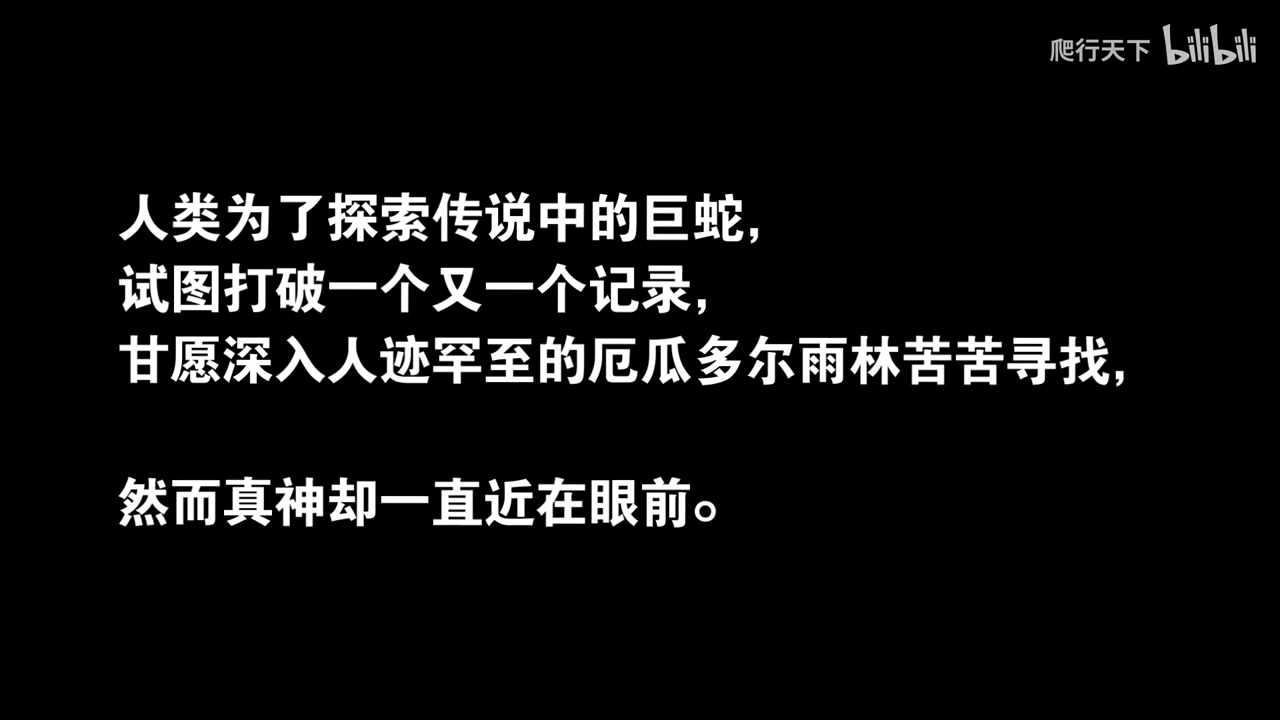 爬行天下 bilibili
人类为了探索传说中的巨蛇，
试图打破一个又一个记录，
甘愿深入人迹罕至的厄瓜多尔雨林苦苦寻找，
然而真神却一直近在眼前。